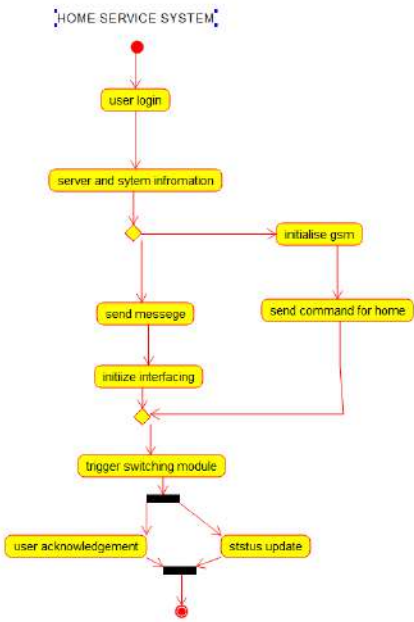 HOME SERVICE SYSTEM
user login
server and sytem infromation
initialise gsm
send messege
send command for home
initiize interfacing
trigger switching module
user acknowledgement
ststus update